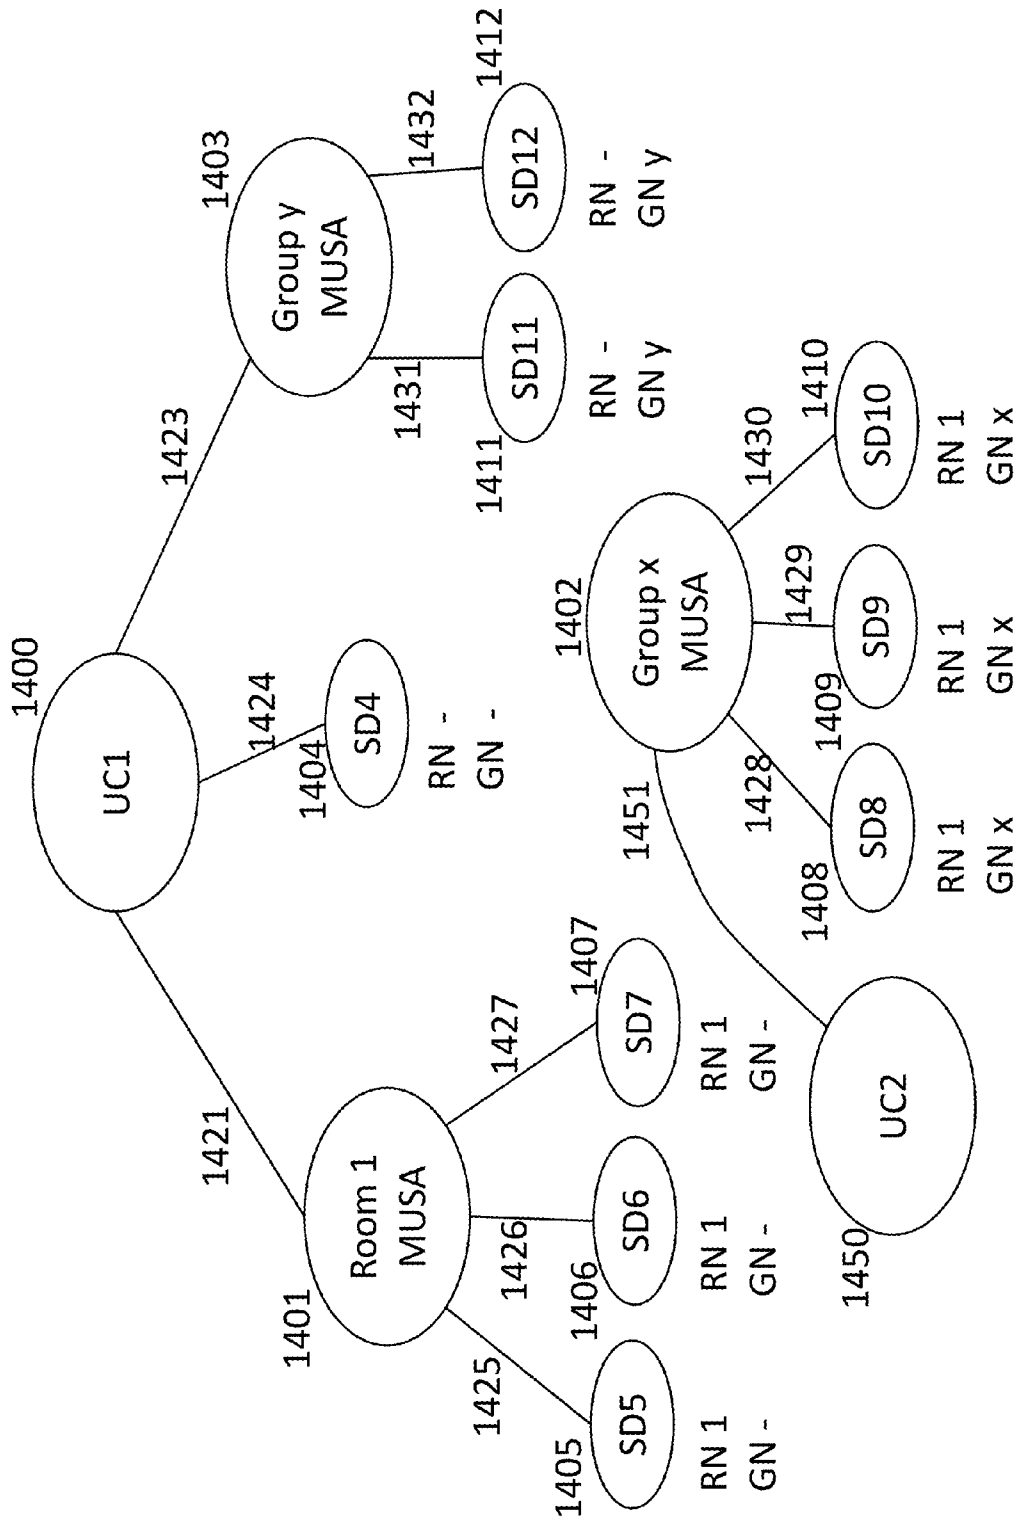 1400
UC1
1421
1424
1423
1401
Room 1
MUSA
1404
SD4
RN -
GN -
1403
Group y
MUSA
1425
1426
1427
1431
1432
1405
SD5
RN 1
GN -
1406
SD6
RN 1
GN -
1407
SD7
RN 1
GN -
1411
SD11
RN -
GN y
1412
SD12
RN -
GN y
1402
Group x
MUSA
1451
1450
UC2
1428
1429
1430
1408
SD8
RN 1
GN x
1409
SD9
RN 1
GN x
1410
SD10
RN 1
GN x